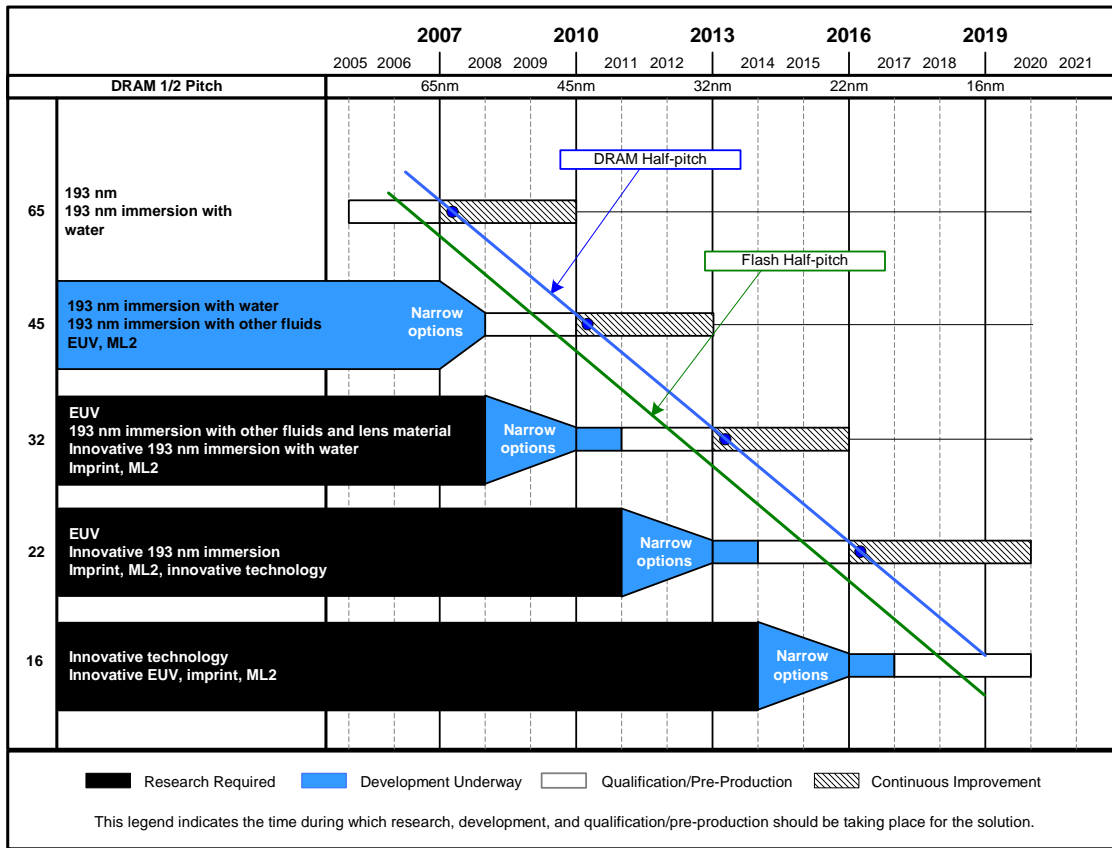 2007 2010 2013 2016 2019
2005 2006 2008 2009 2011 2012 2014 2015 2017 2018 2020 2021
DRAM 1/2 Pitch 65nm 45nm 32nm 22nm 16nm
DRAM Half-pitch
65
193 nm
193 nm immersion with
water
Flash Half-pitch
45
193 nm immersion with water
193 nm immersion with other fluids
EUV, ML2
Narrow
options
32
EUV
193 nm immersion with other fluids and lens material
Innovative 193 nm immersion with water
Imprint, ML2
Narrow
options
22
EUV
Innovative 193 nm immersion
Imprint, ML2, innovative technology
Narrow
options
16
Innovative technology
Innovative EUV, imprint, ML2
Narrow
options
Research Required Development Underway Qualification/Pre-Production Continuous Improvement
This legend indicates the time during which research, development, and qualification/pre-production should be taking place for the solution.